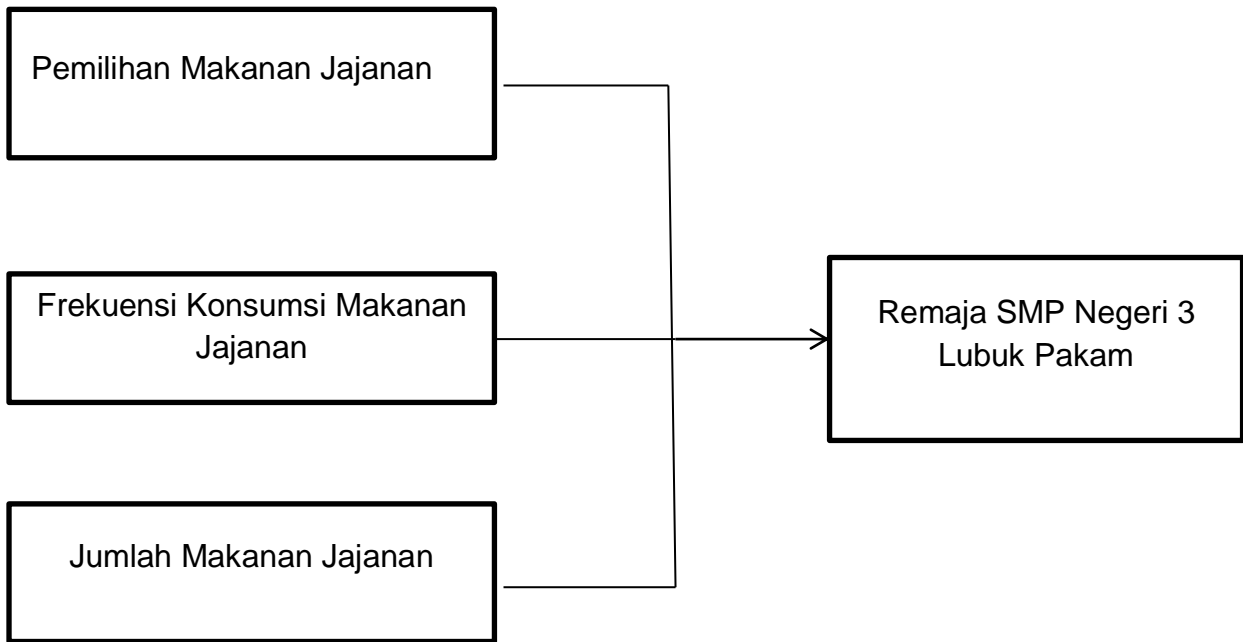 Pemilihan Makanan Jajanan
Frekuensi Konsumsi Makanan
Jajanan
Remaja SMP Negeri 3
Lubuk Pakam
Jumlah Makanan Jajanan